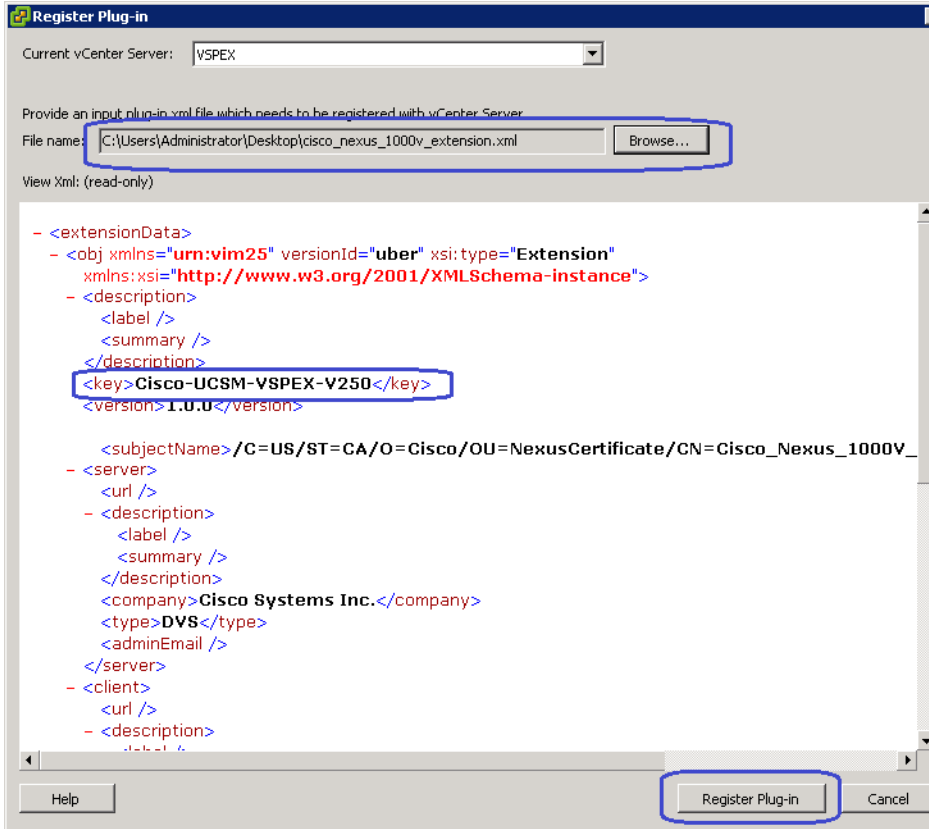 Register Plug-in
Current vCenter Server: VSPEX
Provide an input plug-in xml file which needs to be registered with vCenter Server
File name: C:\Users\Administrator\Desktop\cisco_nexus_1000v_extension.xml Browse...
View Xml: (read-only)
- <extensionData>
- <obj xmlns="urn:vim25" versionId="uber" xsi:type="Extension"
xmlns:xsi="http://www.w3.org/2001/XMLSchema-instance">
- <description>
<label />
<summary />
</description>
<key>Cisco-UCSM-VSPEX-V250</key>
<version>1.0.0</version>
<subjectName>/C=US/ST=CA/O=Cisco/OU=NexusCertificate/CN=Cisco_Nexus_1000V_
- <server>
<url />
- <description>
<label />
<summary />
</description>
<company>Cisco Systems Inc.</company>
<type>DVS</type>
<adminEmail />
</server>
- <client>
<url />
- <description>
<label />
Help Register Plug-in Cancel